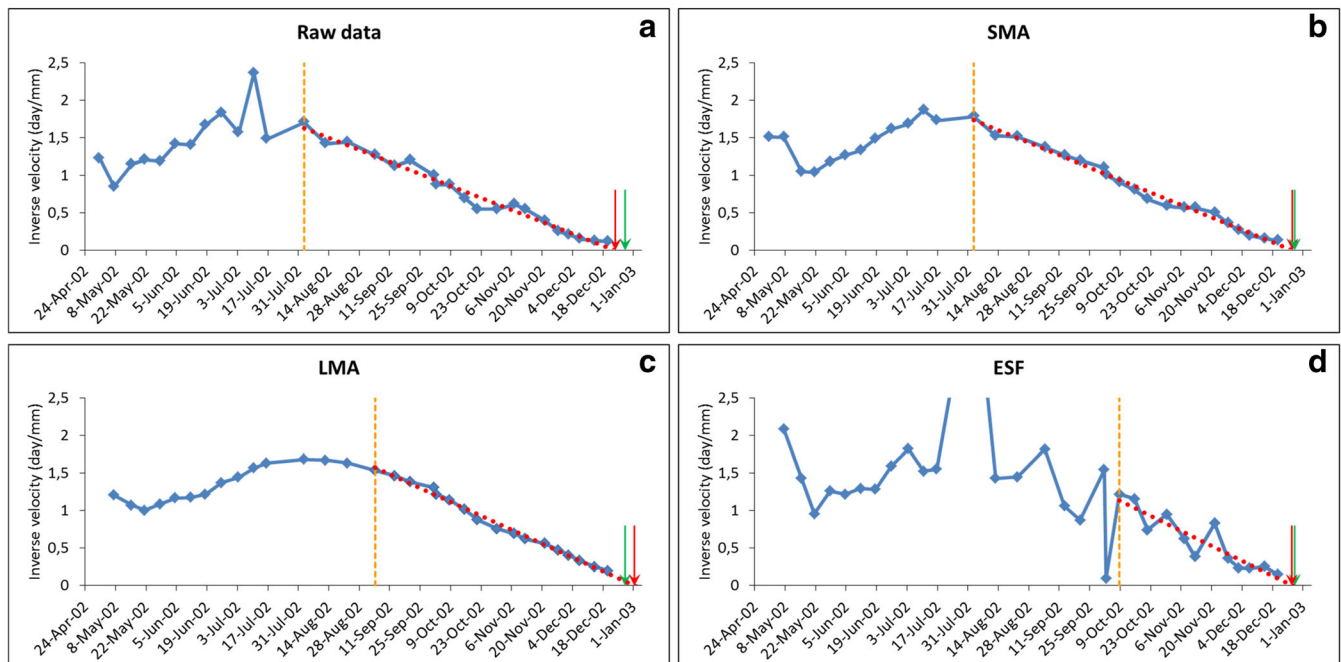 a
Raw data
Inverse velocity (day/mm)
2,5
2
1,5
1
0,5
0
24-Apr-02
8-May-02
22-May-02
5-Jun-02
19-Jun-02
3-Jul-02
17-Jul-02
31-Jul-02
14-Aug-02
28-Aug-02
11-Sep-02
25-Sep-02
9-Oct-02
23-Oct-02
6-Nov-02
20-Nov-02
4-Dec-02
18-Dec-02
1-Jan-03
b
SMA
Inverse velocity (day/mm)
2,5
2
1,5
1
0,5
0
24-Apr-02
8-May-02
22-May-02
5-Jun-02
19-Jun-02
3-Jul-02
17-Jul-02
31-Jul-02
14-Aug-02
28-Aug-02
11-Sep-02
25-Sep-02
9-Oct-02
23-Oct-02
6-Nov-02
20-Nov-02
4-Dec-02
18-Dec-02
1-Jan-03
c
LMA
Inverse velocity (day/mm)
2,5
2
1,5
1
0,5
0
24-Apr-02
8-May-02
22-May-02
5-Jun-02
19-Jun-02
3-Jul-02
17-Jul-02
31-Jul-02
14-Aug-02
28-Aug-02
11-Sep-02
25-Sep-02
9-Oct-02
23-Oct-02
6-Nov-02
20-Nov-02
4-Dec-02
18-Dec-02
1-Jan-03
d
ESF
Inverse velocity (day/mm)
2,5
2
1,5
1
0,5
0
24-Apr-02
8-May-02
22-May-02
5-Jun-02
19-Jun-02
3-Jul-02
17-Jul-02
31-Jul-02
14-Aug-02
28-Aug-02
11-Sep-02
25-Sep-02
9-Oct-02
23-Oct-02
6-Nov-02
20-Nov-02
4-Dec-02
18-Dec-02
1-Jan-03